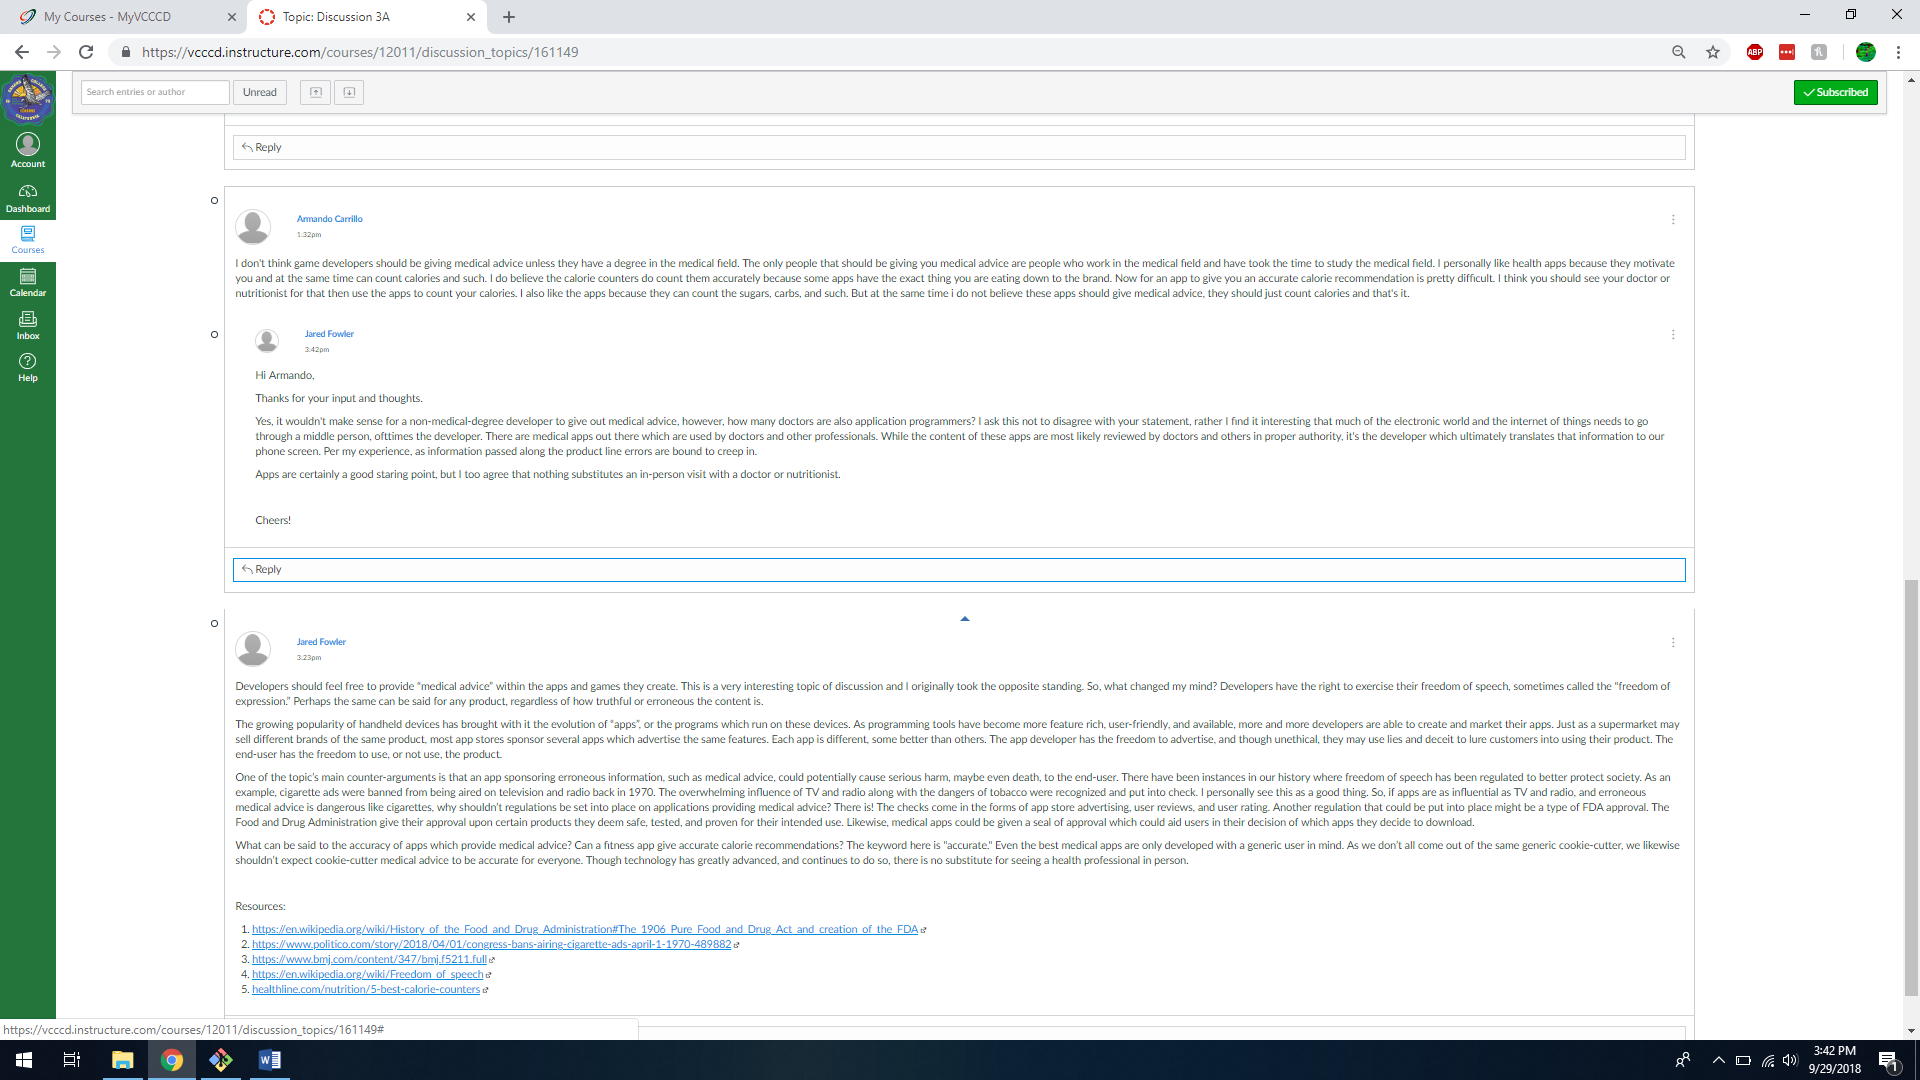 My Courses - MyVCCCD
Topic: Discussion 3A
https://vcccd.instructure.com/courses/12011/discussion_topics/161149
ABP
Search entries or author
Unread
Subscribed
Account
Dashboard
Courses
Calendar
Inbox
Help
Reply
Armando Carrillo
1:32pm
I don't think game developers should be giving medical advice unless they have a degree in the medical field. The only people that should be giving you medical advice are people who work in the medical field and have took the time to study the medical field. I personally like health apps because they motivate
you and at the same time can count calories and such. I do believe the calorie counters do count them accurately because some apps have the exact thing you are eating down to the brand. Now for an app to give you an accurate calorie recommendation is pretty difficult. I think you should see your doctor or
nutritionist for that then use the apps to count your calories. I also like the apps because they can count the sugars, carbs, and such. But at the same time i do not believe these apps should give medical advice, they should just count calories and that's it.
Jared Fowler
3:42pm
Hi Armando,
Thanks for your input and thoughts.
Yes, it wouldn't make sense for a non-medical-degree developer to give out medical advice, however, how many doctors are also application programmers? I ask this not to disagree with your statement, rather I find it interesting that much of the electronic world and the internet of things needs to go
through a middle person, ofttimes the developer. There are medical apps out there which are used by doctors and other professionals. While the content of these apps are most likely reviewed by doctors and others in proper authority, it's the developer which ultimately translates that information to our
phone screen. Per my experience, as information passed along the product line errors are bound to creep in.
Apps are certainly a good staring point, but I too agree that nothing substitutes an in-person visit with a doctor or nutritionist.
Cheers!
Reply
Jared Fowler
3:23pm
Developers should feel free to provide "medical advice" within the apps and games they create. This is a very interesting topic of discussion and I originally took the opposite standing. So, what changed my mind? Developers have the right to exercise their freedom of speech, sometimes called the "freedom of
expression." Perhaps the same can be said for any product, regardless of how truthful or erroneous the content is.
The growing popularity of handheld devices has brought with it the evolution of "apps", or the programs which run on these devices. As programming tools have become more feature rich, user-friendly, and available, more and more developers are able to create and market their apps. Just as a supermarket may
sell different brands of the same product, most app stores sponsor several apps which advertise the same features. Each app is different, some better than others. The app developer has the freedom to advertise, and though unethical, they may use lies and deceit to lure customers into using their product. The
end-user has the freedom to use, or not use, the product.
One of the topic's main counter-arguments is that an app sponsoring erroneous information, such as medical advice, could potentially cause serious harm, maybe even death, to the end-user. There have been instances in our history where freedom of speech has been regulated to better protect society. As an
example, cigarette ads were banned from being aired on television and radio back in 1970. The overwhelming influence of TV and radio along with the dangers of tobacco were recognized and put into check. I personally see this as a good thing. So, if apps are as influential as TV and radio, and erroneous
medical advice is dangerous like cigarettes, why shouldn't regulations be set into place on applications providing medical advice? There is! The checks come in the forms of app store advertising, user reviews, and user rating. Another regulation that could be put into place might be a type of FDA approval. The
Food and Drug Administration give their approval upon certain products they deem safe, tested, and proven for their intended use. Likewise, medical apps could be given a seal of approval which could aid users in their decision of which apps they decide to download.
What can be said to the accuracy of apps which provide medical advice? Can a fitness app give accurate calorie recommendations? The keyword here is "accurate." Even the best medical apps are only developed with a generic user in mind. As we don't all come out of the same generic cookie-cutter, we likewise
shouldn't expect cookie-cutter medical advice to be accurate for everyone. Though technology has greatly advanced, and continues to do so, there is no substitute for seeing a health professional in person.
Resources:
1. https://en.wikipedia.org/wiki/History_of_the_Food_and_Drug_Administration#The_1906_Pure_Food_and_Drug_Act_and_creation_of_the_FDA
2. https://www.politico.com/story/2018/04/01/congress-bans-airing-cigarette-ads-april-1-1970-489882
3. https://www.bmj.com/content/347/bmj.f5211.full
4. https://en.wikipedia.org/wiki/Freedom_of_speech
5. healthline.com/nutrition/5-best-calorie-counters
https://vcccd.instructure.com/courses/12011/discussion_topics/161149#
3:42 PM
9/29/2018
1